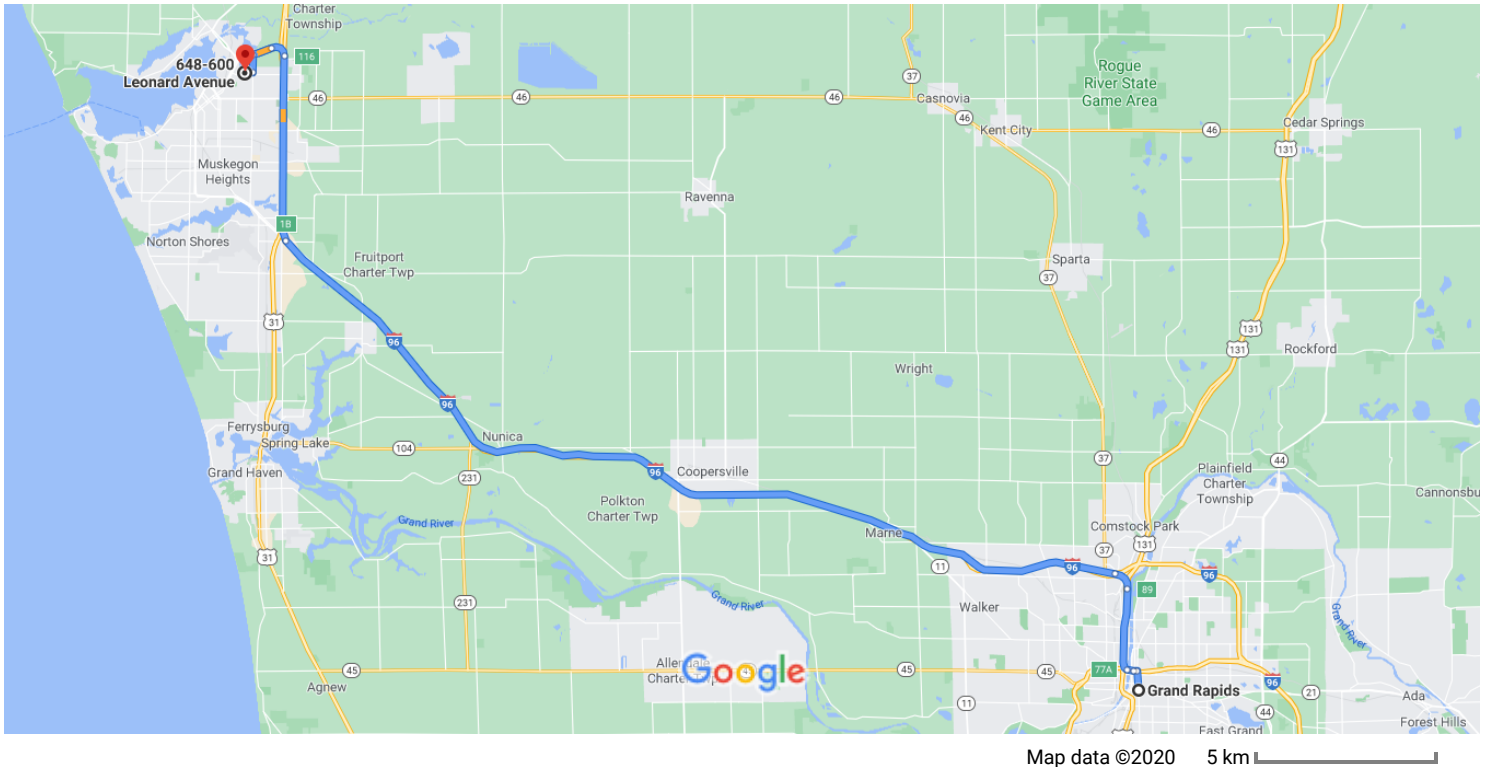 Charter
Township
116
648-600
Leonard Avenue
46
46
46
37
Casnovia
46
Kent City
Rogue
River State
Game Area
46
Cedar Springs
131
Muskegon
Heights
Ravenna
1B
Norton Shores
Fruitport
Charter Twp
Sparta
37
31
96
131
131
Rockford
Wright
96
Ferrysburg
Spring Lake
104
Nunica
Grand Haven
231
96
Coopersville
37
44
Plainfield
Charter
Township
Cannonsbu
Polkton
Charter Twp
Grand River
Marne
Comstock Park
131
37
31
11
96
96
89
231
Grand River
Walker
Grand River
45
Google
45
45
77A
96
Agnew
Grand Rapids
21
Ada
11
44
Forest Hills
East Grand
Map data ©2020
5 km